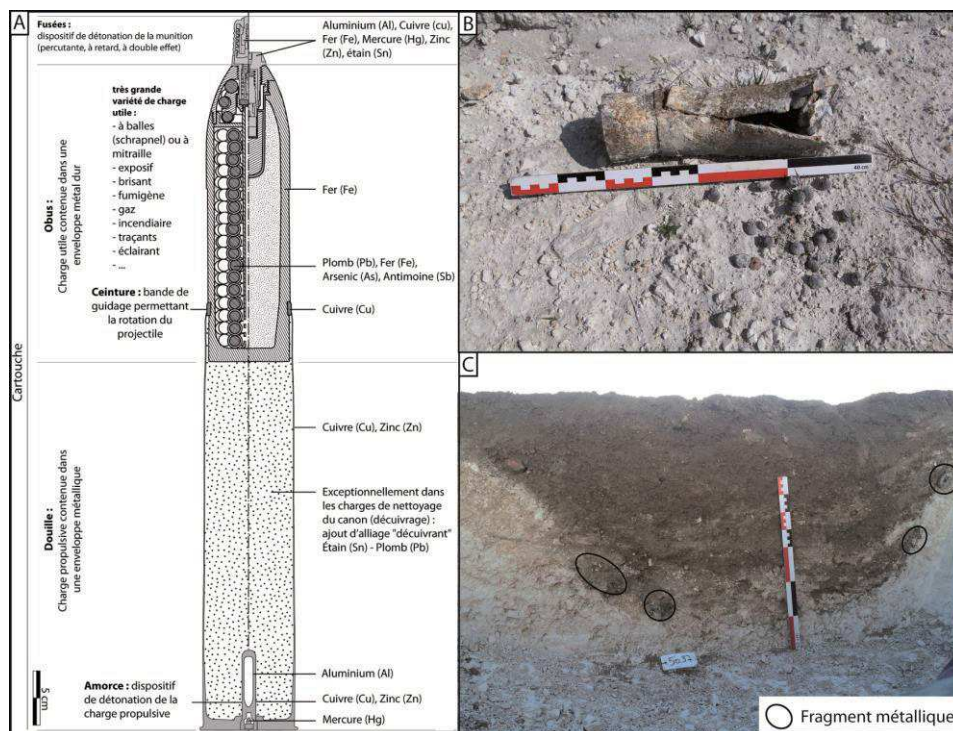 A
Fusées:
dispositif de détonation de la munition
(percutante, à retard, à double effet)
Aluminium (Al), Cuivre (cu),
Fer (Fe), Mercure (Hg), Zinc
(Zn), étain (Sn)
Cartouche
Obus :
Charge utile contenue dans une
enveloppe métal dur
très grande
variété de charge
utile :
- à balles
(schrapnel) ou à
mitraille
- exposif
- brisant
- fumigène
- gaz
- incendiaire
- traçants
- éclairant
- ...
Fer (Fe)
Plomb (Pb), Fer (Fe),
Arsenic (As), Antimoine (Sb)
Ceinture : bande de
guidage permettant
la rotation du
projectile
Cuivre (Cu)
Douille :
Charge propulsive contenue dans
une enveloppe métallique
Cuivre (Cu), Zinc (Zn)
Exceptionnellement dans
les charges de nettoyage
du canon (décuivrage) :
ajout d'alliage "décuivrant"
Étain (Sn) - Plomb (Pb)
Aluminium (Al)
Amorce : dispositif
de détonation de la
charge propulsive
Cuivre (Cu), Zinc (Zn)
Mercure (Hg)
5 cm
B
40 cm
C
Fragment métallique